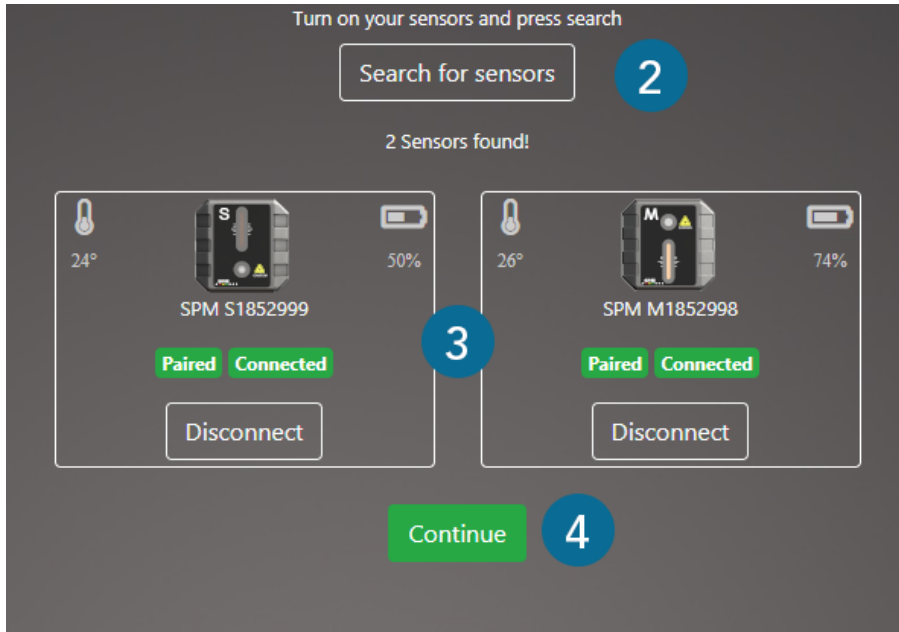 Turn on your sensors and press search
Search for sensors
2
2 Sensors found!
S
24°
50%
SPM S1852999
Paired Connected
Disconnect
3
M
26°
74%
SPM M1852998
Paired Connected
Disconnect
Continue
4